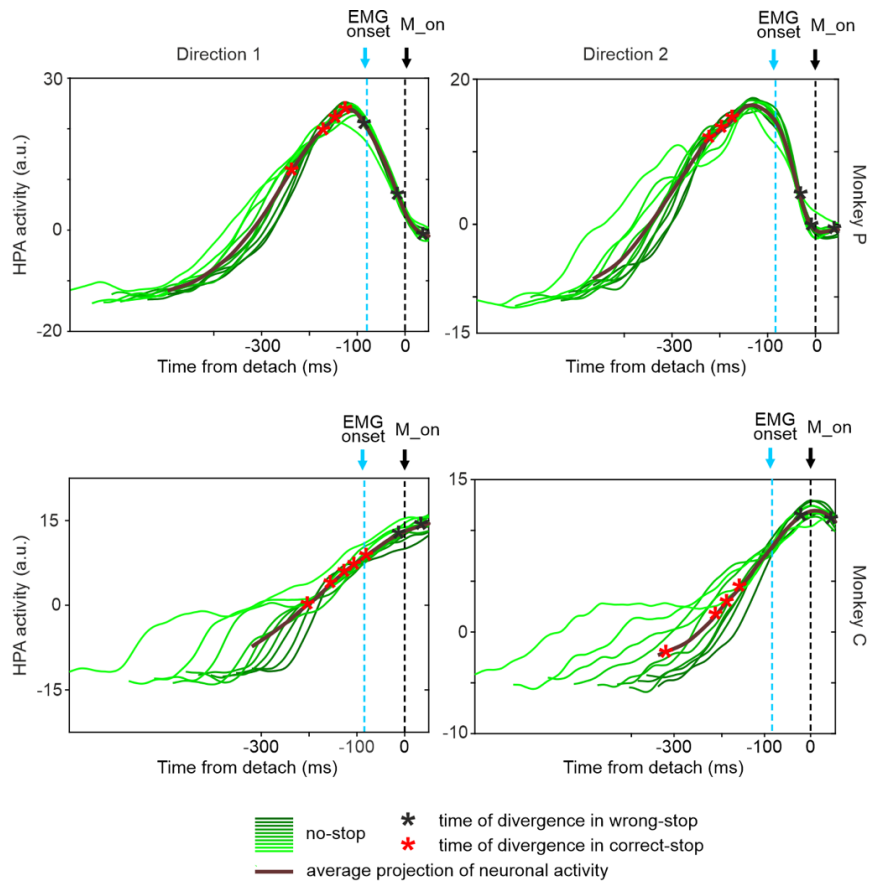 EMG
onset
M_on
EMG
onset
M_on
Direction 1
Direction 2
30
0
-20
HPA activity (a.u.)
-300
-100
0
Time from detach (ms)
20
0
-15
-300
-100
0
Time from detach (ms)
Monkey P
EMG
onset
M_on
EMG
onset
M_on
15
0
-15
HPA activity (a.u.)
-300
-100
0
Time from detach (ms)
15
0
-10
-300
-100
0
Time from detach (ms)
Monkey C
no-stop
* time of divergence in wrong-stop
* time of divergence in correct-stop
average projection of neuronal activity